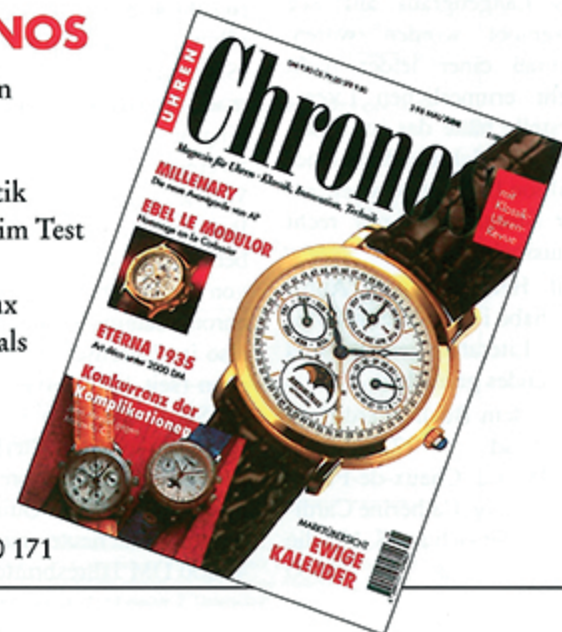 NOS
n
tik
im Test
ux
als
0 171
UHREN
Chronos
Magazin für Uhren · Klassik, Innovation, Technik
mit
Klassik-
Uhren-
Revue
MILLENARY
Die neue Avantgarde von AP
EBEL LE MODULOR
Hommage an Le Corbusier
ETERNA 1935
Art deco unter 2000 DM
Konkurrenz der
Komplikationen
MARKTÜBERSICHT
EWIGE
KALENDER